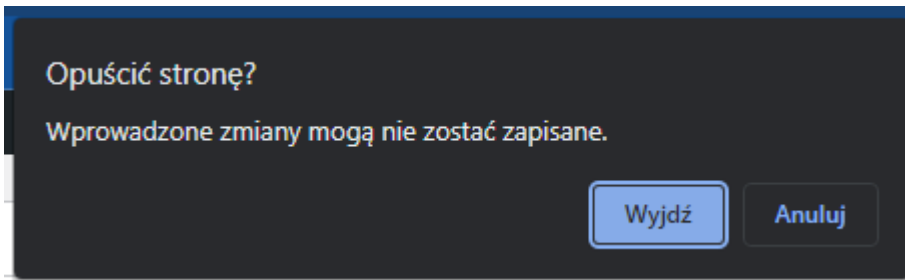 Opuścić stronę?
Wprowadzone zmiany mogą nie zostać zapisane.
Wyjdź
Anuluj